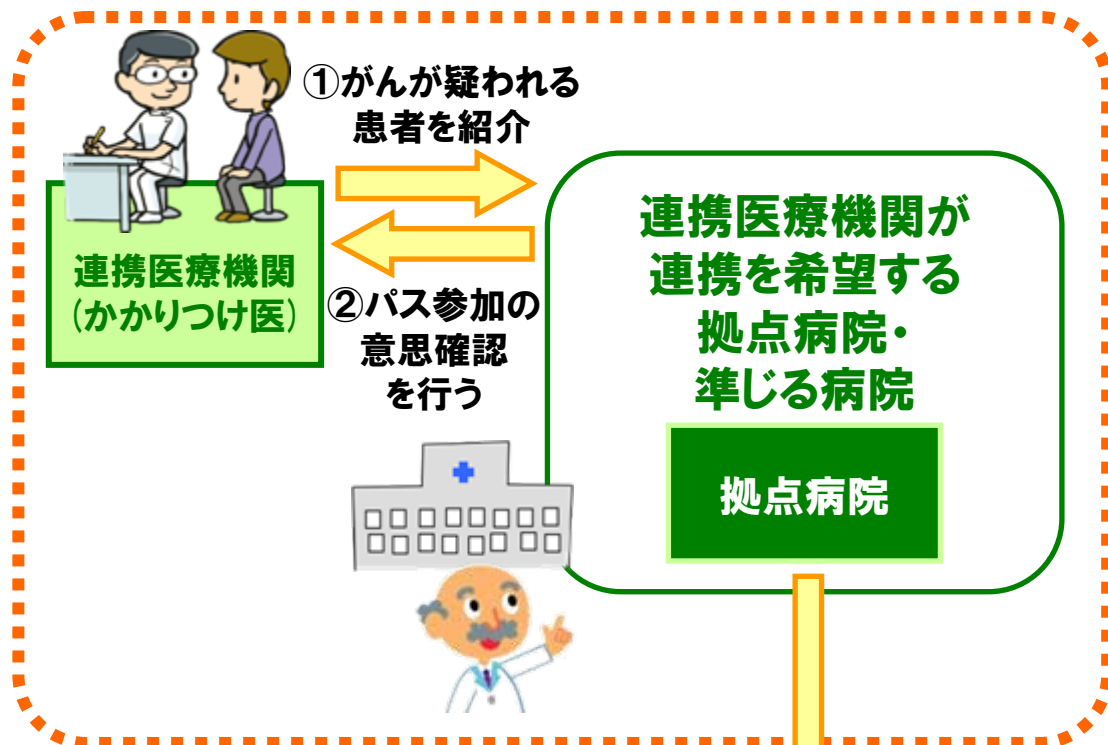 ①がんが疑われる
患者を紹介
連携医療機関
(かかりつけ医)
②パス参加の
意思確認
を行う
連携医療機関が
連携を希望する
拠点病院・
準じる病院
拠点病院